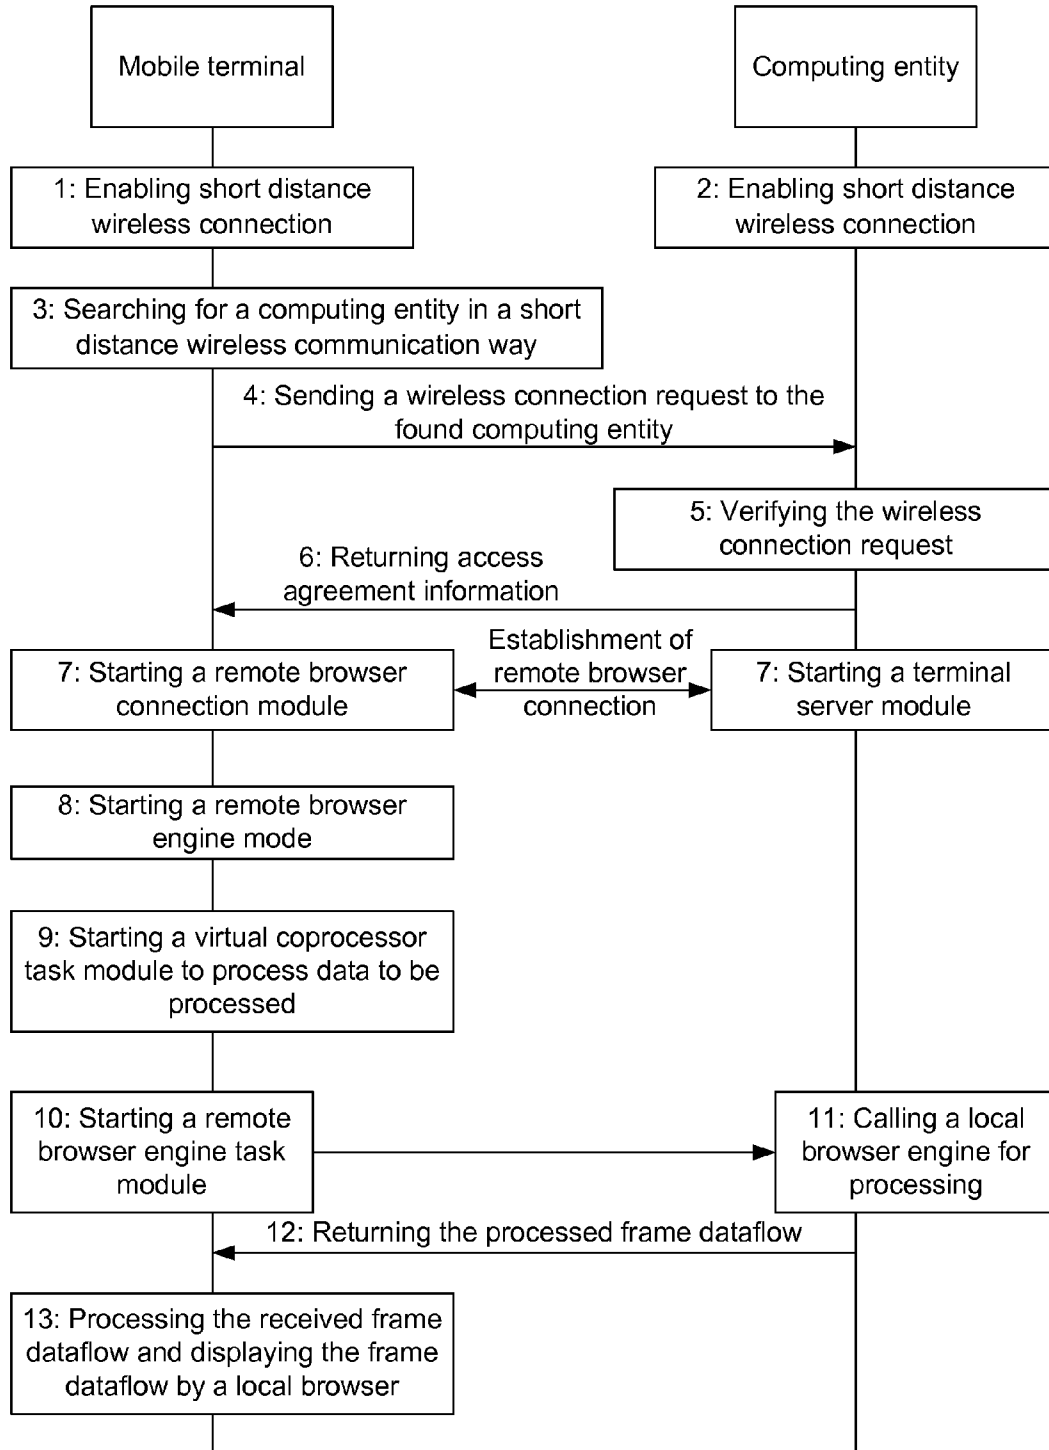 Mobile terminal
Computing entity
1: Enabling short distance
wireless connection
2: Enabling short distance
wireless connection
3: Searching for a computing entity in a short
distance wireless communication way
4: Sending a wireless connection request to the
found computing entity
5: Verifying the wireless
connection request
6: Returning access
agreement information
7: Starting a remote browser
connection module
Establishment of
remote browser
connection
7: Starting a terminal
server module
8: Starting a remote browser
engine mode
9: Starting a virtual coprocessor
task module to process data to be
processed
10: Starting a remote
browser engine task
module
11: Calling a local
browser engine for
processing
12: Returning the processed frame dataflow
13: Processing the received frame
dataflow and displaying the frame
dataflow by a local browser